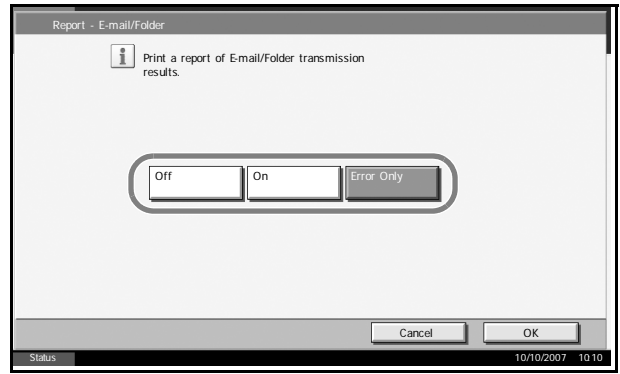 Report - E-mail/Folder
Print a report of E-mail/Folder transmission
results.
Off
On
Error Only
Cancel
OK
Status
10/10/2007 10:10